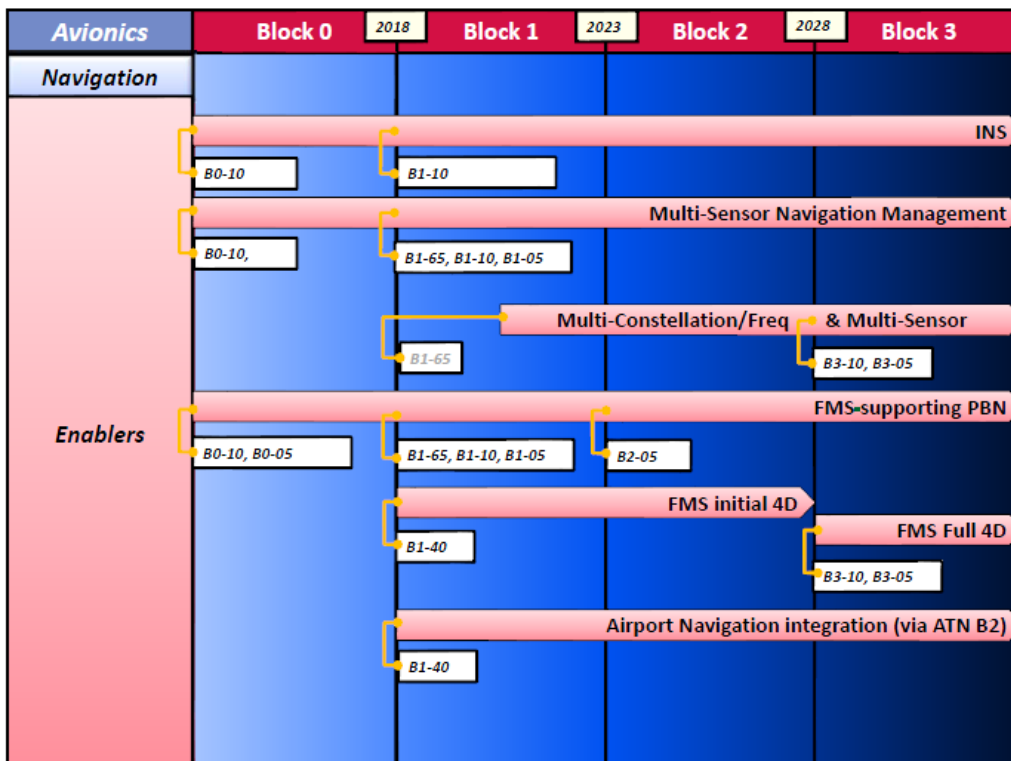 Avionics Block 0 2018 Block 1 2023 Block 2 2028 Block 3
Navigation
INS
B0-10 B1-10
Multi-Sensor Navigation Management
B0-10, B1-65, B1-10, B1-05
Multi-Constellation/Freq & Multi-Sensor
B1-65 B3-10, B3-05
FMS-supporting PBN
Enablers
B0-10, B0-05 B1-65, B1-10, B1-05 B2-05
FMS initial 4D
FMS Full 4D
B1-40
B3-10, B3-05
Airport Navigation integration (via ATN B2)
B1-40